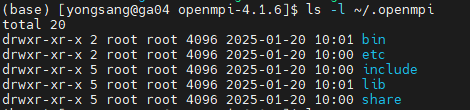 (base) [yongsang@ga04 openmpi-4.1.6]$ ls -l ~/.openmpi
total 20
drwxr-xr-x 2 root root 4096 2025-01-20 10:01 bin
drwxr-xr-x 2 root root 4096 2025-01-20 10:00 etc
drwxr-xr-x 5 root root 4096 2025-01-20 10:00 include
drwxr-xr-x 5 root root 4096 2025-01-20 10:01 lib
drwxr-xr-x 5 root root 4096 2025-01-20 10:00 share